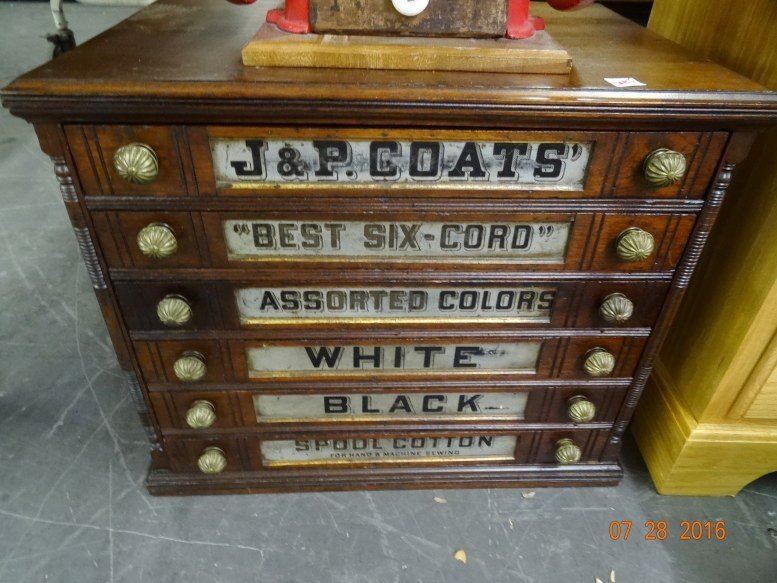 J & P. COATS'
"BEST SIX-CORD"
ASSORTED COLORS
WHITE
BLACK
SPOOL COTTON
FOR HAND & MACHINE SEWING
07 28 2016